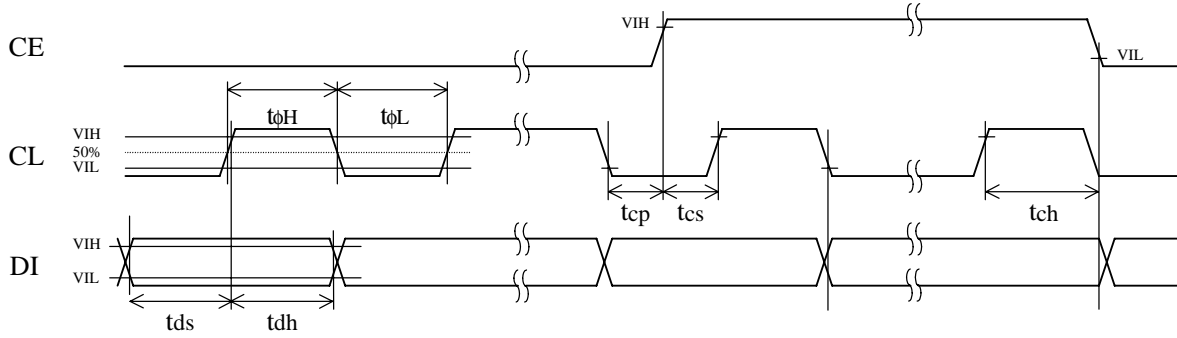 CE
VIH
VIL
tϕH
tϕL
CL
VIH
50%
VIL
tcp
tcs
tch
DI
VIH
VIL
tds
tdh